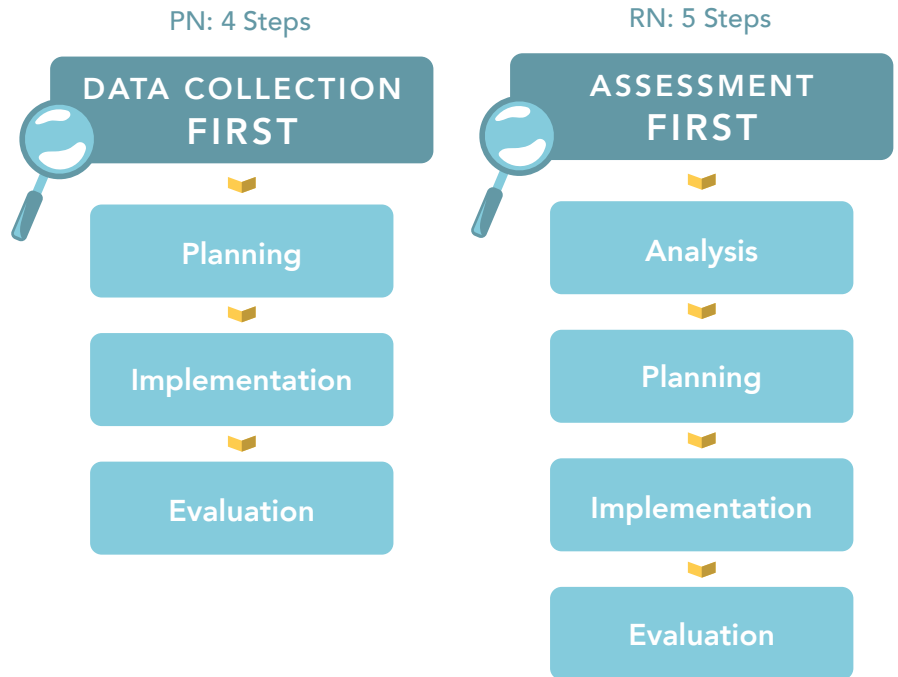 PN: 4 Steps
DATA COLLECTION
FIRST
Planning
Implementation
Evaluation
RN: 5 Steps
ASSESSMENT
FIRST
Analysis
Planning
Implementation
Evaluation